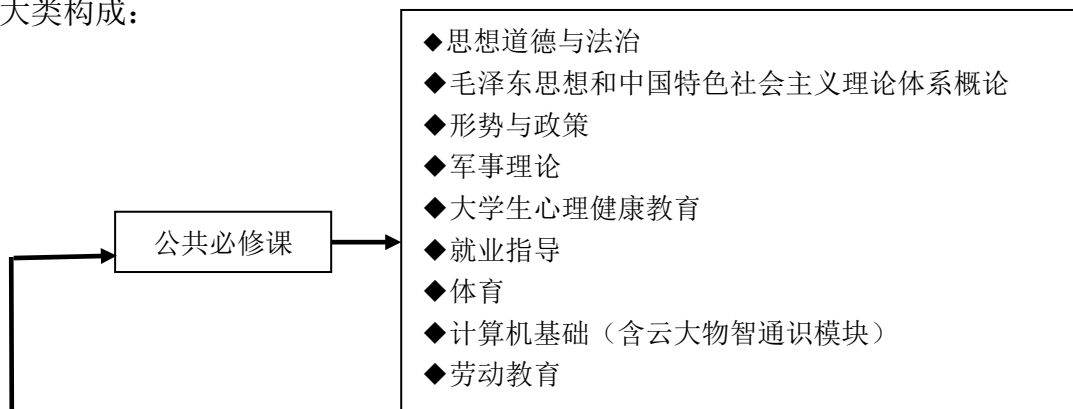 大类构成：
◆思想道德与法治
◆毛泽东思想和中国特色社会主义理论体系概论
◆形势与政策
◆军事理论
◆大学生心理健康教育
公共必修课
◆就业指导
◆体育
◆计算机基础（含云大物智通识模块）
◆劳动教育